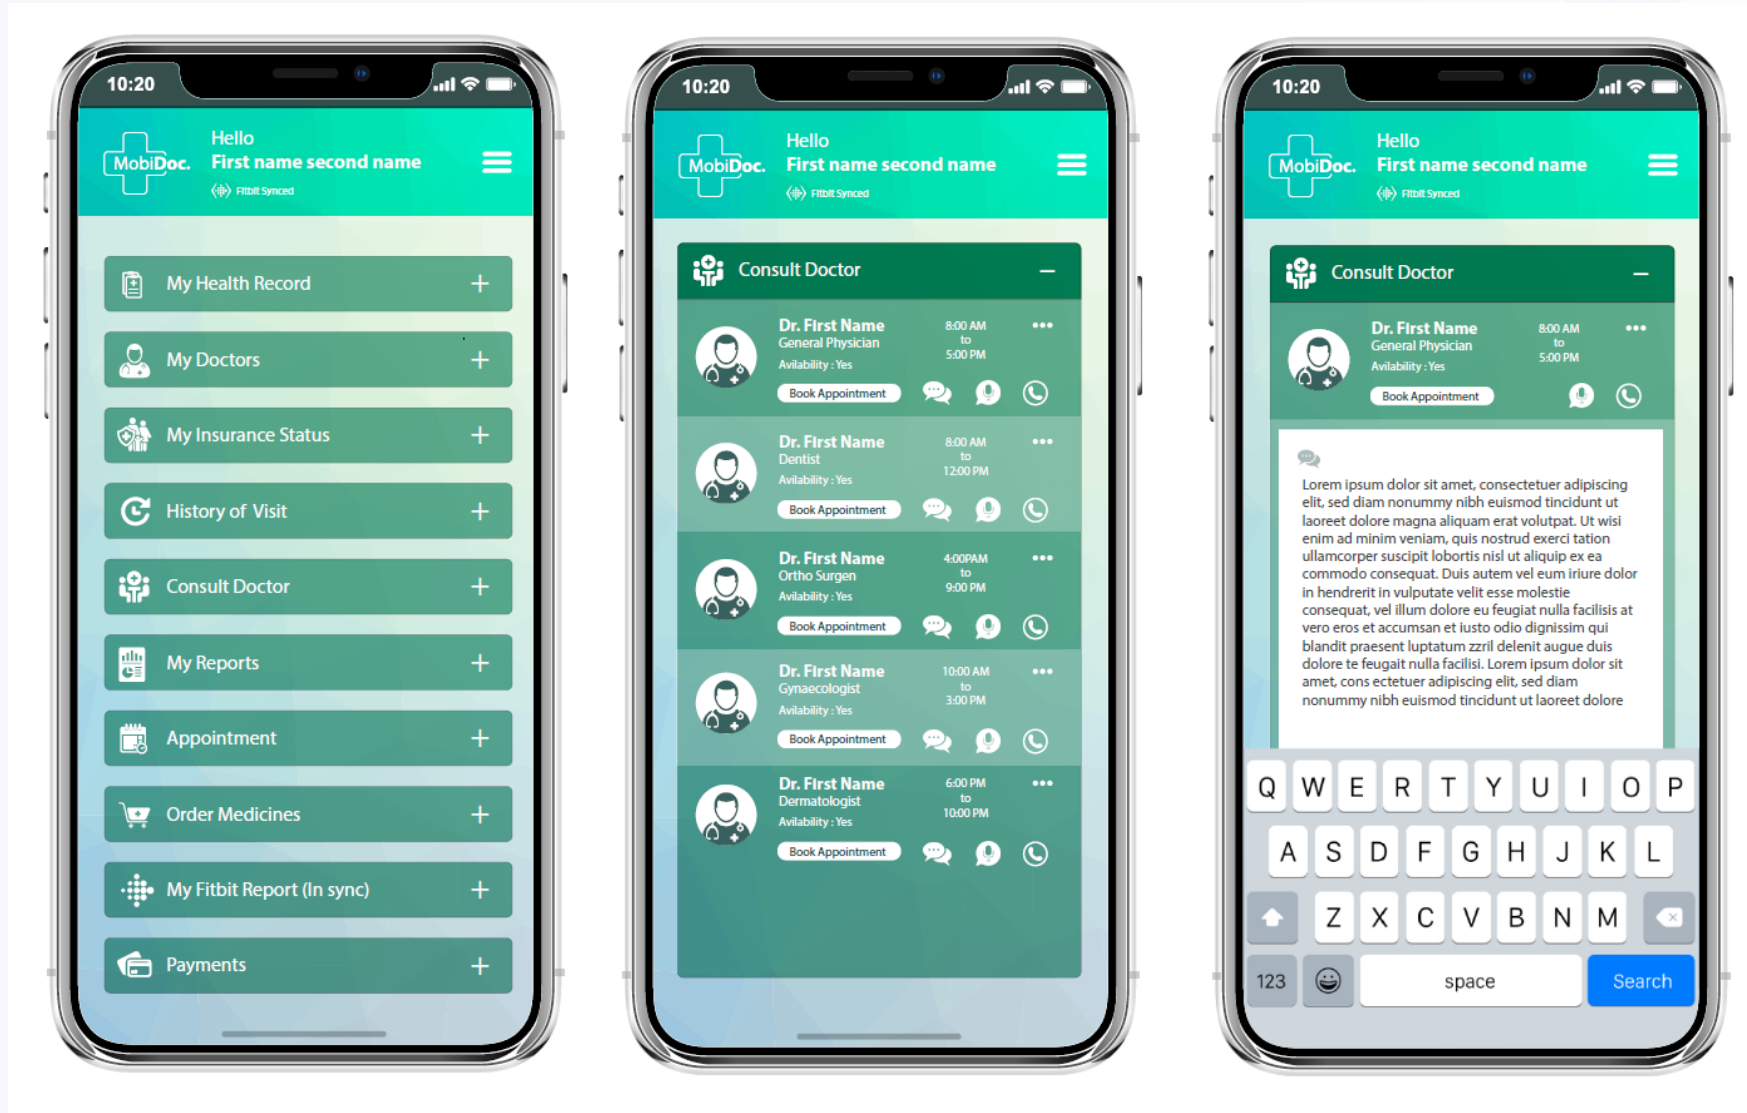 10:20
MobiDoc.
Hello
First name second name
Fitbit Synced
My Health Record
My Doctors
My Insurance Status
History of Visit
Consult Doctor
My Reports
Appointment
Order Medicines
My Fitbit Report (In sync)
Payments
10:20
MobiDoc.
Hello
First name second name
Fitbit Synced
Consult Doctor
Dr. First Name
General Physician
Avilability : Yes
8:00 AM
to
5:00 PM
Book Appointment
Dr. First Name
Dentist
Avilability : Yes
8:00 AM
to
12:00 PM
Book Appointment
Dr. First Name
Ortho Surgen
Avilability : Yes
4:00PAM
to
9:00 PM
Book Appointment
Dr. First Name
Gynaecologist
Avilability : Yes
10:00 AM
to
3:00 PM
Book Appointment
Dr. First Name
Dermatologist
Avilability : Yes
6:00 PM
to
10:00 PM
Book Appointment
10:20
MobiDoc.
Hello
First name second name
Fitbit Synced
Consult Doctor
Dr. First Name
General Physician
Avilability : Yes
8:00 AM
to
5:00 PM
Book Appointment
Lorem ipsum dolor sit amet, consectetuer adipiscing
elit, sed diam nonummy nibh euismod tincidunt ut
laoreet dolore magna aliquam erat volutpat. Ut wisi
enim ad minim veniam, quis nostrud exerci tation
ullamcorper suscipit lobortis nisl ut aliquip ex ea
commodo consequat. Duis autem vel eum iriure dolor
in hendrerit in vulputate velit esse molestie
consequat, vel illum dolore eu feugiat nulla facilisis at
vero eros et accumsan et iusto odio dignissim qui
blandit praesent luptatum zzril delenit augue duis
dolore te feugait nulla facilisi. Lorem ipsum dolor sit
amet, cons ectetuer adipiscing elit, sed diam
nonummy nibh euismod tincidunt ut laoreet dolore
Q W E R T Y U I O P
A S D F G H J K L
Z X C V B N M
123 space Search